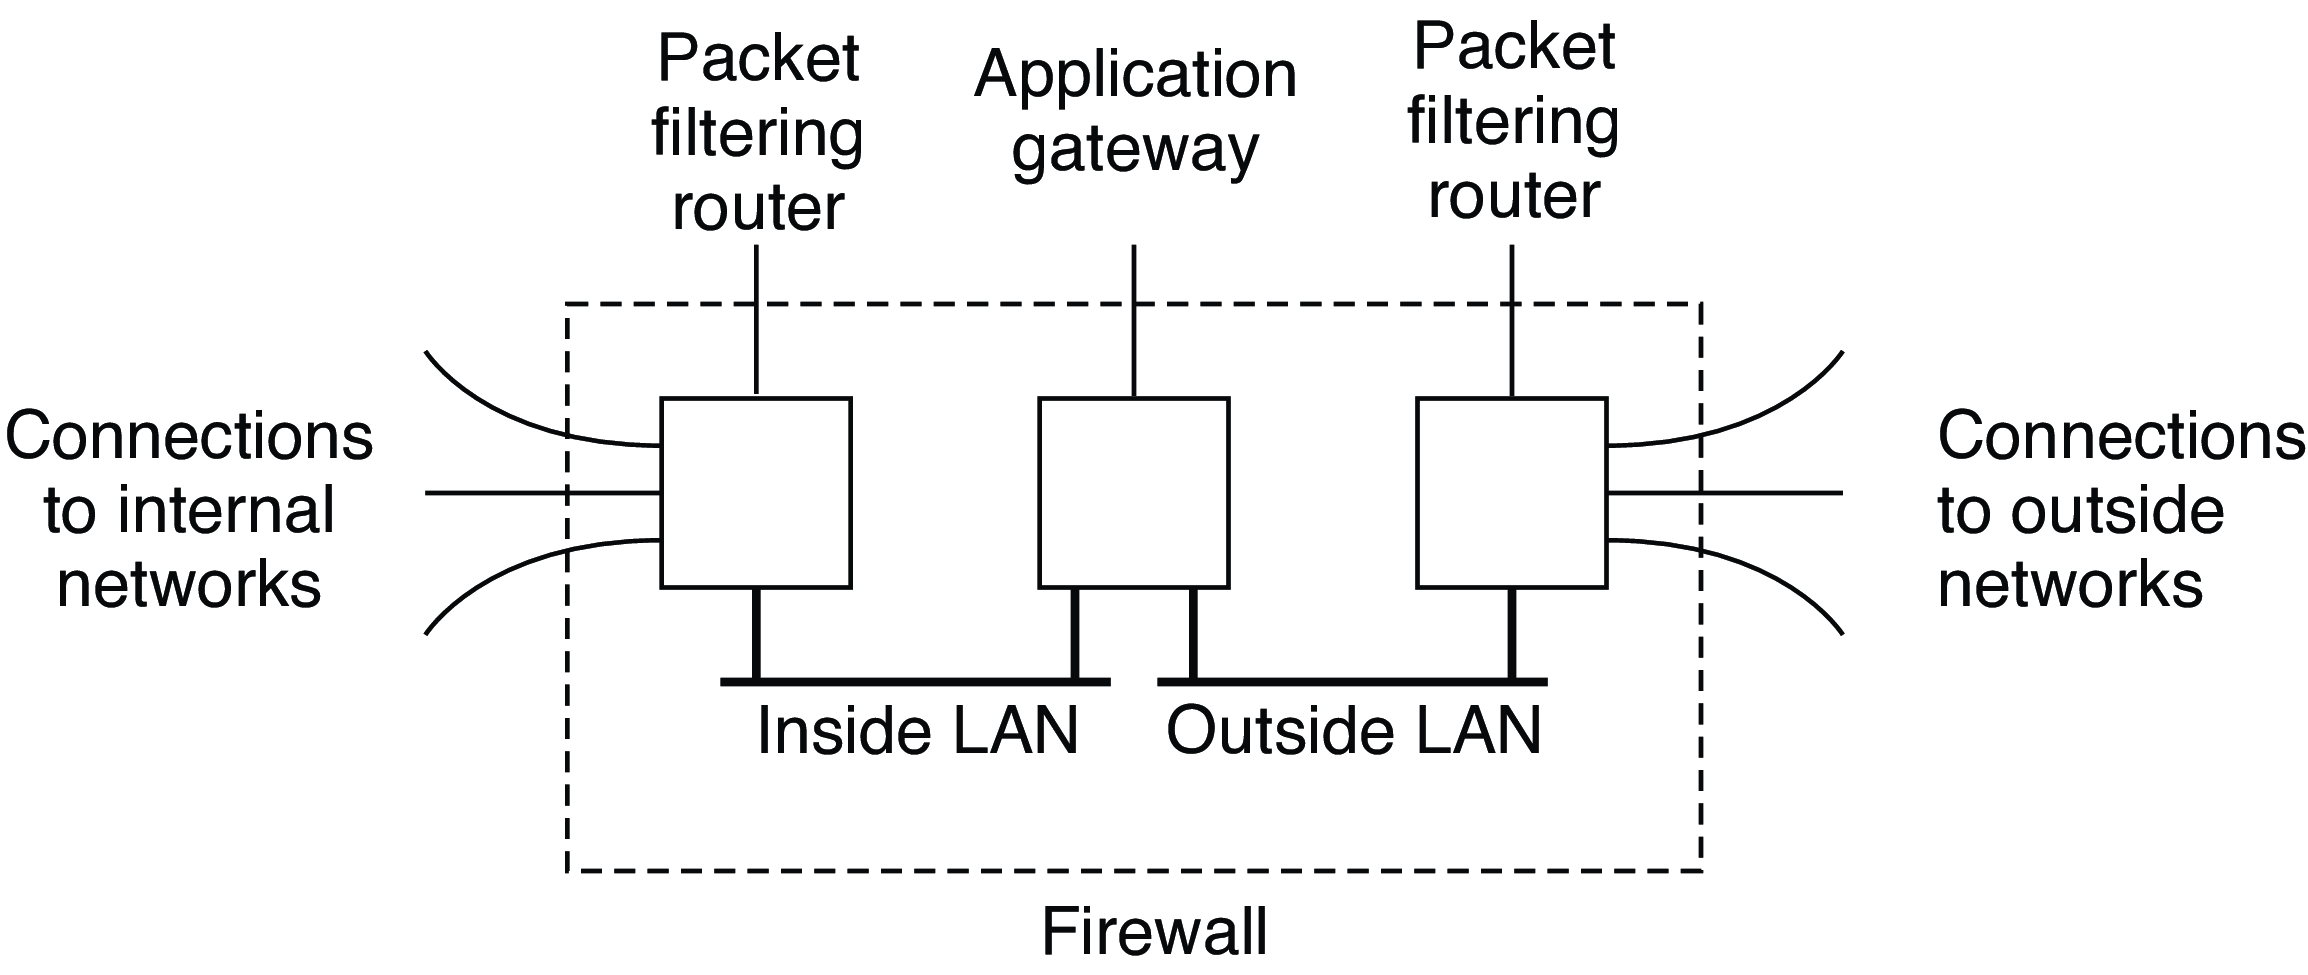 Packet
filtering
router
Application
gateway
Packet
filtering
router
Connections
to internal
networks
Connections
to outside
networks
Inside LAN
Outside LAN
Firewall